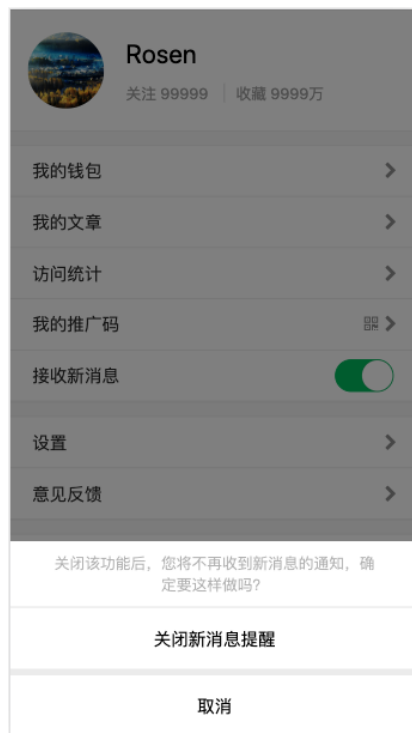 Rosen
关注 99999 收藏 9999万
我的钱包
我的文章
访问统计
我的推广码
接收新消息
设置
意见反馈
关闭该功能后，您将不再收到新消息的通知，确
定要这样做吗?
关闭新消息提醒
取消